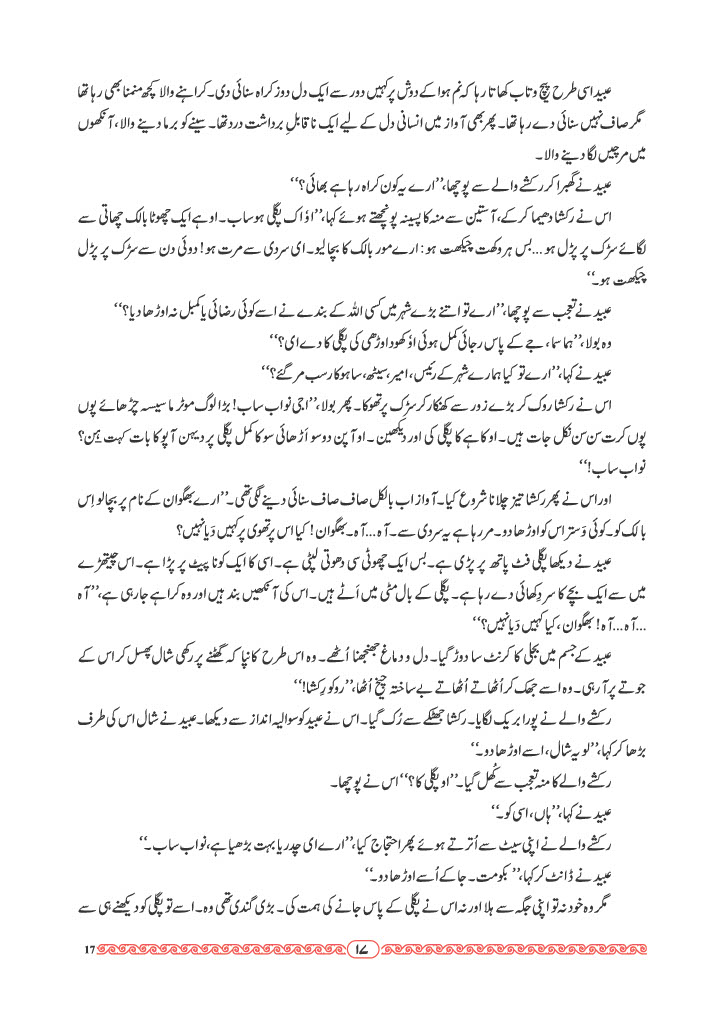 عبید اسی طرح پیچ و تاب کھاتا رہا کہ نم ہوا کے دوش پر کہیں دور سے ایک دل دوز کراہ سنائی دی۔ کراہنے والا کچھ منمنا بھی رہا تھا
مگر صاف نہیں سنائی دے رہا تھا۔ پھر بھی آواز میں انسانی دل کے لیے ایک ناقابلِ برداشت درد تھا۔ سینے کو برما دینے والا، آنکھوں
میں مرچیں لگا دینے والا۔
عبید نے گھبرا کر رکشے والے سے پوچھا، ’’ارے یہ کون کراہ رہا ہے بھائی؟‘‘
اس نے رکشا دھیما کر کے، آستین سے منہ کا پسینہ پونچھتے ہوئے کہا، ’’اوٗ اک پگلی ہو ساب۔ اوہے ایک چھوٹا بالک چھاتی سے
لگائے سڑک پر پڑل ہو ... بس ہر وکھت چیکھت ہو: ارے مور بالک کا بچا لیو۔ ای سردی سے مرت ہو! دوئی دن سے سڑک پر پڑل
چیکھت ہو۔‘‘
عبید نے تعجب سے پوچھا، ’’ارے تو اتنے بڑے شہر میں کسی اللہ کے بندے نے اسے کوئی رضائی یا کمبل نہ اوڑھا دیا؟‘‘
وہ بولا، ’’ہما سما، جے کے پاس رجائی کمل ہوئی اوٗ کھود اوڑھی کی پگلی کا دے ای؟‘‘
عبید نے کہا، ’’ارے تو کیا ہمارے شہر کے رئیس، امیر، سیٹھ، ساہوکار سب مر گئے؟‘‘
اس نے رکشا روک کر بڑے زور سے کھنکار کر سڑک پر تھوکا۔ پھر بولا، ’’اجی نواب ساب! بڑا لوگ موٹر ما سیسہ چڑھائے پوں
پوں کرت سن سن نکل جات ہیں۔ او کا ہے کا پگلی کی اور دیکھین۔ او آپن دوسو اڑھائی سو کا کمل پگلی پر دیہن آپو کا بات کہت ہِن؟
نواب ساب!‘‘
اور اس نے پھر رکشا تیز چلانا شروع کیا۔ آواز اب بالکل صاف صاف سنائی دینے لگی تھی۔ ’’ارے بھگوان کے نام پر بچا لو اِس
بالک کو۔ کوئی وَستر اس کو اوڑھا دو۔ مر رہا ہے یہ سردی سے۔ آہ ... آہ۔ بھگوان! کیا اس پرتھوی پر کہیں دَیا نہیں؟
عبید نے دیکھا پگلی فٹ پاتھ پر پڑی ہے۔ بس ایک چھوٹی سی دھوتی لپٹی ہے۔ اسی کا ایک کونا پیٹ پر پڑا ہے۔ اس چیتھڑے
میں سے ایک بچے کا سر دِکھائی دے رہا ہے۔ پگلی کے بال مٹی میں اَٹے ہیں۔ اس کی آنکھیں بند ہیں اور وہ کراہے جا رہی ہے، ’’آہ
... آہ ... آہ! بھگوان، کیا کہیں دَیا نہیں؟‘‘
عبید کے جسم میں بجلی کا کرنٹ سا دوڑ گیا۔ دل و دماغ جھنجھنا اُٹھے۔ وہ اس طرح کانپا کہ گھٹنے پر رکھی شال پھسل کر اس کے
جوتے پر آ رہی۔ وہ اسے جھک کر اُٹھاتے اُٹھاتے بے ساختہ چیخ اُٹھا، ’’روکو رِکشا!‘‘
رکشے والے نے پورا بریک لگایا۔ رکشا جھٹکے سے رُک گیا۔ اس نے عبید کو سوالیہ انداز سے دیکھا۔ عبید نے شال اس کی طرف
بڑھا کر کہا، ’’لو یہ شال، اسے اوڑھا دو۔‘‘
رکشے والے کا منہ تعجب سے کُھل گیا۔ ’’او پگلی کا؟‘‘ اس نے پوچھا۔
عبید نے کہا، ’’ہاں، اسی کو۔‘‘
رکشے والے نے اپنی سیٹ سے اُترتے ہوئے پھر احتجاج کیا، ’’ارے ای چدر یا بہت بڑھیا ہے، نواب ساب۔‘‘
عبید نے ڈانٹ کر کہا، ’’بکو مت۔ جا کے اُسے اوڑھا دو۔‘‘
مگر وہ خود نہ تو اپنی جگہ سے ہلا اور نہ اس نے پگلی کے پاس جانے کی ہمت کی۔ بڑی گندی تھی وہ۔ اسے تو پگلی کو دیکھنے ہی سے
17 ۱۷